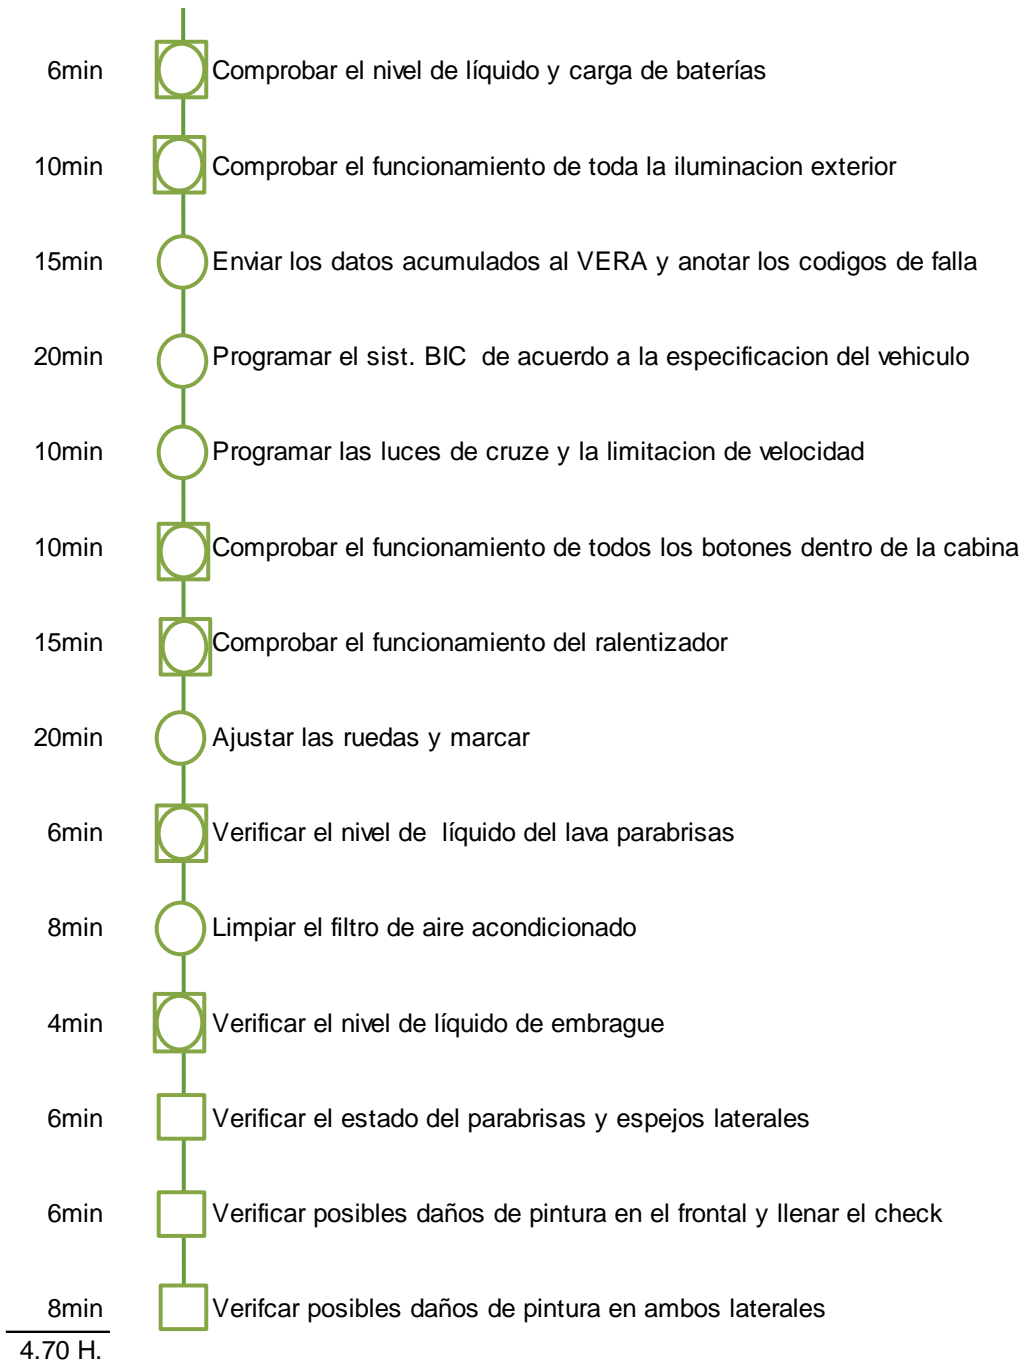 6min Comprobar el nivel de líquido y carga de baterías
10min Comprobar el funcionamiento de toda la iluminacion exterior
15min Enviar los datos acumulados al VERA y anotar los codigos de falla
20min Programar el sist. BIC de acuerdo a la especificacion del vehiculo
10min Programar las luces de cruze y la limitacion de velocidad
10min Comprobar el funcionamiento de todos los botones dentro de la cabina
15min Comprobar el funcionamiento del ralentizador
20min Ajustar las ruedas y marcar
6min Verificar el nivel de líquido del lava parabrisas
8min Limpiar el filtro de aire acondicionado
4min Verificar el nivel de líquido de embrague
6min Verificar el estado del parabrisas y espejos laterales
6min Verificar posibles daños de pintura en el frontal y llenar el check
8min Verifcar posibles daños de pintura en ambos laterales
4.70 H.